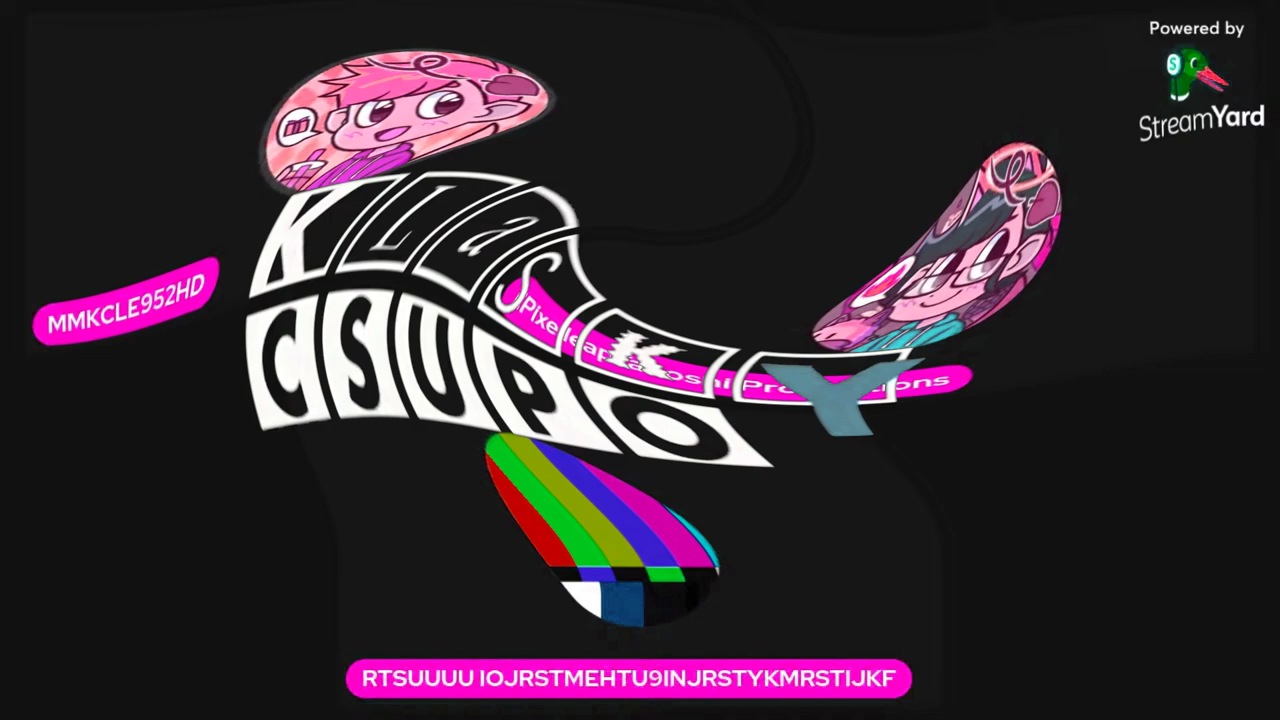 Powered by
StreamYard
KLaSKY
CSUPO
MMKCLE952HD
RTSUUUU IOJRSTMEHTU9INJRSTYKMRSTIJKF